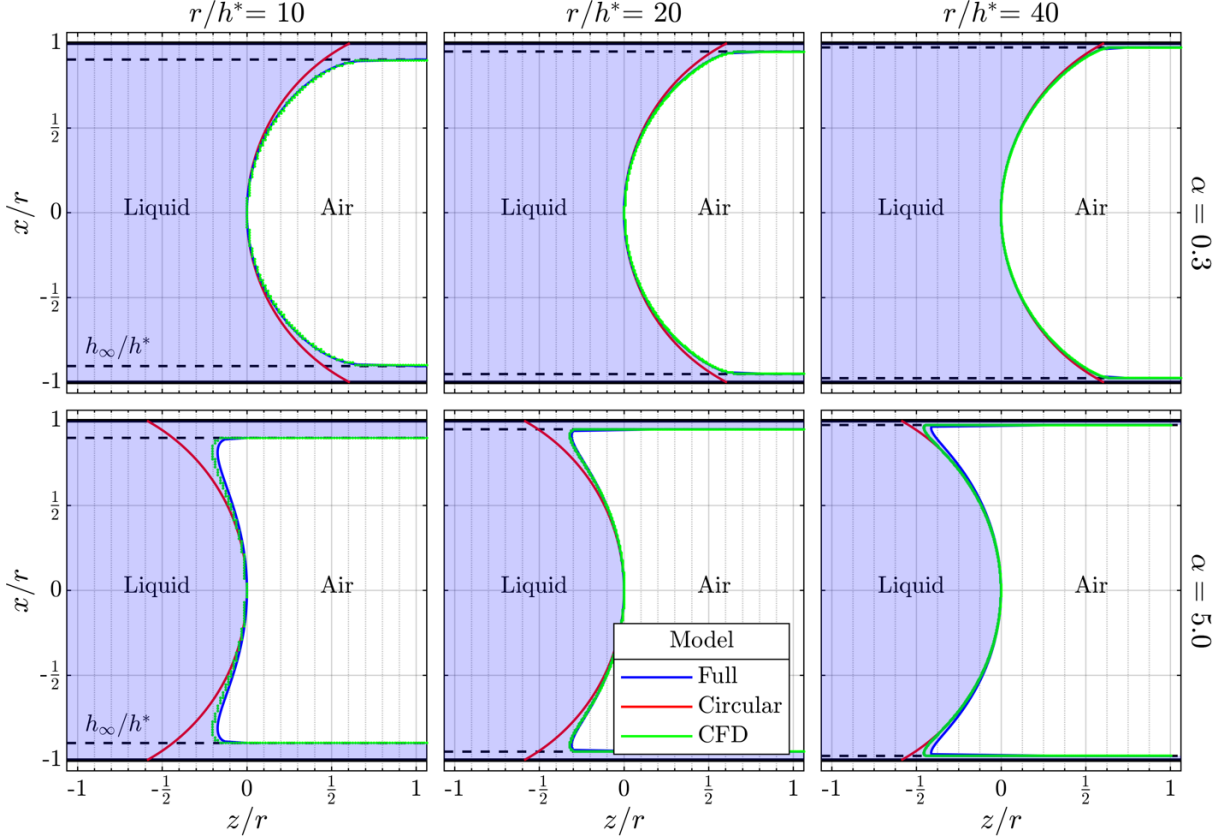 r/h*= 10 r/h*= 20 r/h*= 40
1
1/2
0
-1/2
-1
x/r
Liquid Air
h∞/h*
Liquid Air
Liquid Air
α = 0.3
1
1/2
0
-1/2
-1
x/r
Liquid Air
h∞/h*
Liquid Air
Liquid Air
α = 5.0
Model
Full
Circular
CFD
-1 -1/2 0 1/2 1
-1 -1/2 0 1/2 1
-1 -1/2 0 1/2 1
z/r z/r z/r